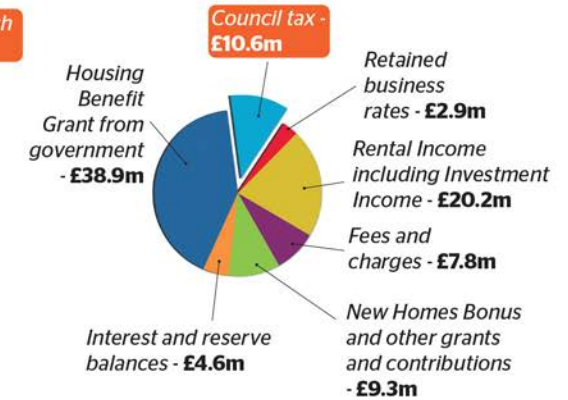 h
Council tax -
£10.6m
Housing
Benefit
Grant from
government
- £38.9m
Retained
business
rates - £2.9m
Rental Income
including Investment
Income - £20.2m
Fees and
charges - £7.8m
New Homes Bonus
and other grants
and contributions
- £9.3m
Interest and reserve
balances - £4.6m